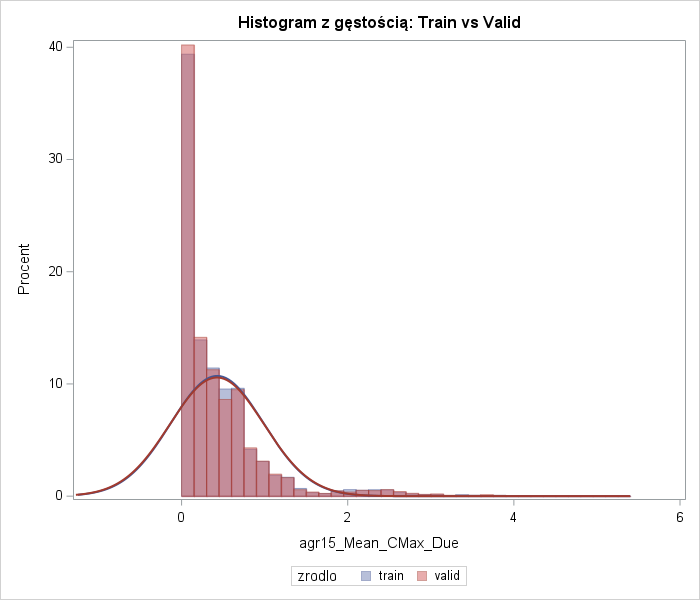 Histogram z gęstością: Train vs Valid
40
30
20
10
0
Procent
0 2 4 6
agr15_Mean_CMax_Due
zrodlo train valid